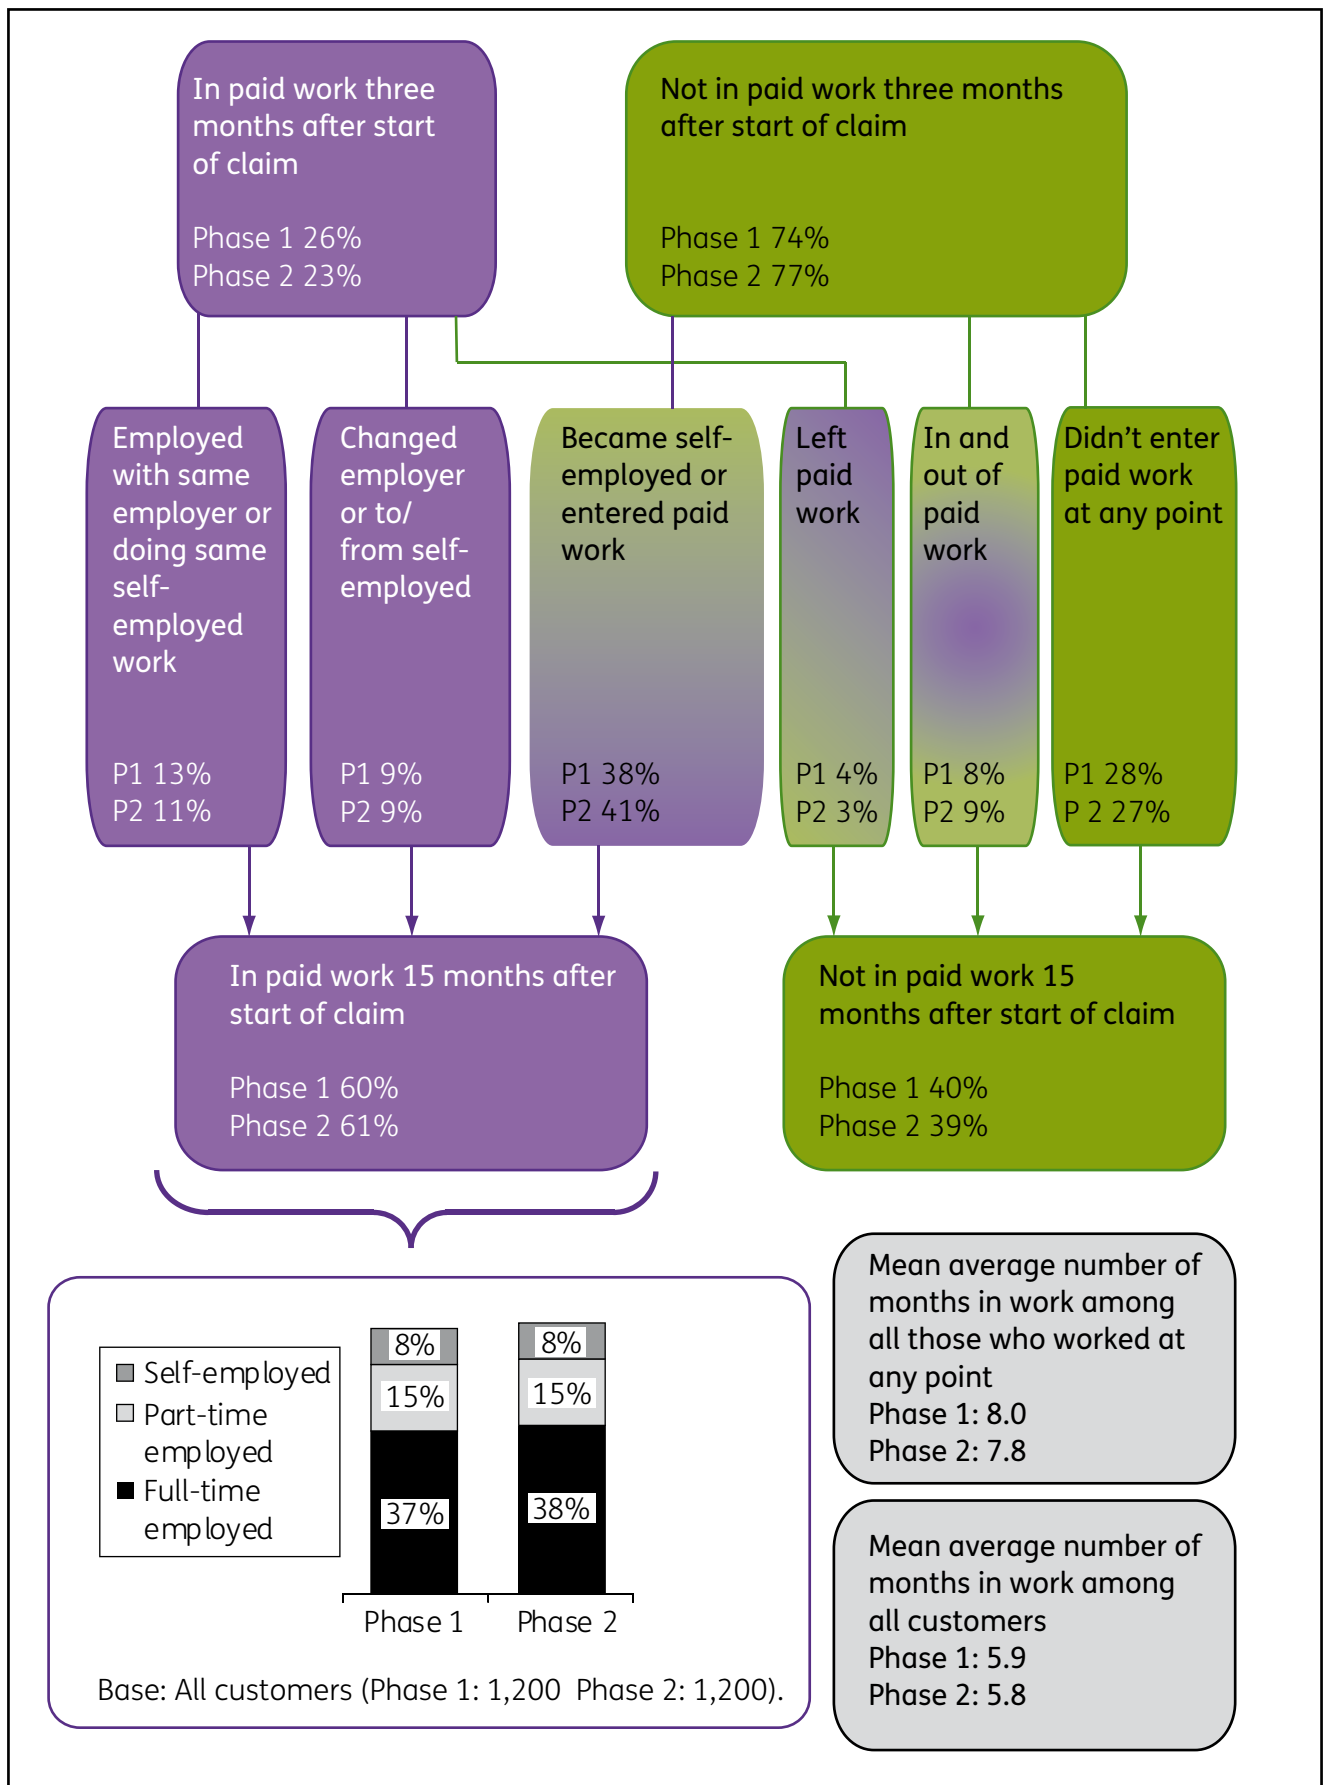 In paid work three
months after start
of claim
Phase 1 26%
Phase 2 23%
Not in paid work three months
after start of claim
Phase 1 74%
Phase 2 77%
Employed
with same
employer or
doing same
self-
employed
work
P1 13%
P2 11%
Changed
employer
or to/
from self-
employed
P1 9%
P2 9%
Became self-
employed or
entered paid
work
P1 38%
P2 41%
Left
paid
work
P1 4%
P2 3%
In and
out of
paid
work
P1 8%
P2 9%
Didn’t enter
paid work
at any point
P1 28%
P 2 27%
In paid work 15 months after
start of claim
Phase 1 60%
Phase 2 61%
Not in paid work 15
months after start of claim
Phase 1 40%
Phase 2 39%
Self-employed
Part-time
employed
Full-time
employed
8%
15%
37%
8%
15%
38%
Phase 1
Phase 2
Base: All customers (Phase 1: 1,200 Phase 2: 1,200).
Mean average number of
months in work among
all those who worked at
any point
Phase 1: 8.0
Phase 2: 7.8
Mean average number of
months in work among
all customers
Phase 1: 5.9
Phase 2: 5.8